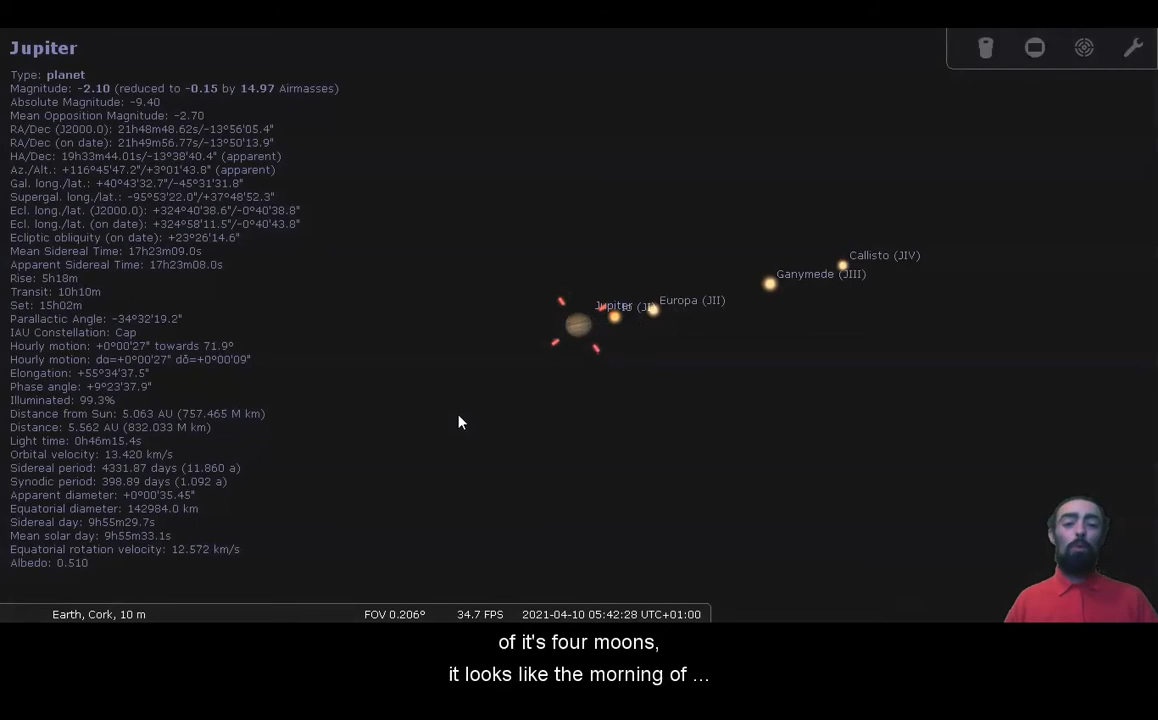 Jupiter
Type: planet
Magnitude: -2.10 (reduced to -0.15 by 14.97 Airmasses)
Absolute Magnitude: -9.40
Mean Opposition Magnitude: -2.70
RA/Dec (J2000.0): 21h48m48.62s/-13°56'05.4"
RA/Dec (on date): 21h49m56.77s/-13°50'13.9"
HA/Dec: 19h33m44.01s/-13°38'40.4" (apparent)
Az./Alt.: +116°45'47.2"/+3°01'43.8" (apparent)
Gal. long./lat.: +40°43'32.7"/-45°31'31.8"
Supergal. long./lat.: -95°53'22.0"/+37°48'52.3"
Ecl. long./lat. (J2000.0): +324°40'38.6"/-0°40'38.8"
Ecl. long./lat. (on date): +324°58'11.5"/-0°40'43.8"
Ecliptic obliquity (on date): +23°26'14.6"
Mean Sidereal Time: 17h23m09.0s
Apparent Sidereal Time: 17h23m08.0s
Rise: 5h18m
Transit: 10h10m
Set: 15h02m
Parallactic Angle: -34°32'19.2"
IAU Constellation: Cap
Hourly motion: +0°00'27" towards 71.9°
Hourly motion: dα=+0°00'27" dδ=+0°00'09"
Elongation: +55°34'37.5"
Phase angle: +9°23'37.9"
Illuminated: 99.3%
Distance from Sun: 5.063 AU (757.465 M km)
Distance: 5.562 AU (832.033 M km)
Light time: 0h46m15.4s
Orbital velocity: 13.420 km/s
Sidereal period: 4331.87 days (11.860 a)
Synodic period: 398.89 days (1.092 a)
Apparent diameter: +0°00'35.45"
Equatorial diameter: 142984.0 km
Sidereal day: 9h55m29.7s
Mean solar day: 9h55m33.1s
Equatorial rotation velocity: 12.572 km/s
Albedo: 0.510
Callisto (JIV)
Ganymede (JIII)
Europa (JII)
Jupiter
Earth, Cork, 10 m FOV 0.206° 34.7 FPS 2021-04-10 05:42:28 UTC+01:00
of it's four moons,
it looks like the morning of ...